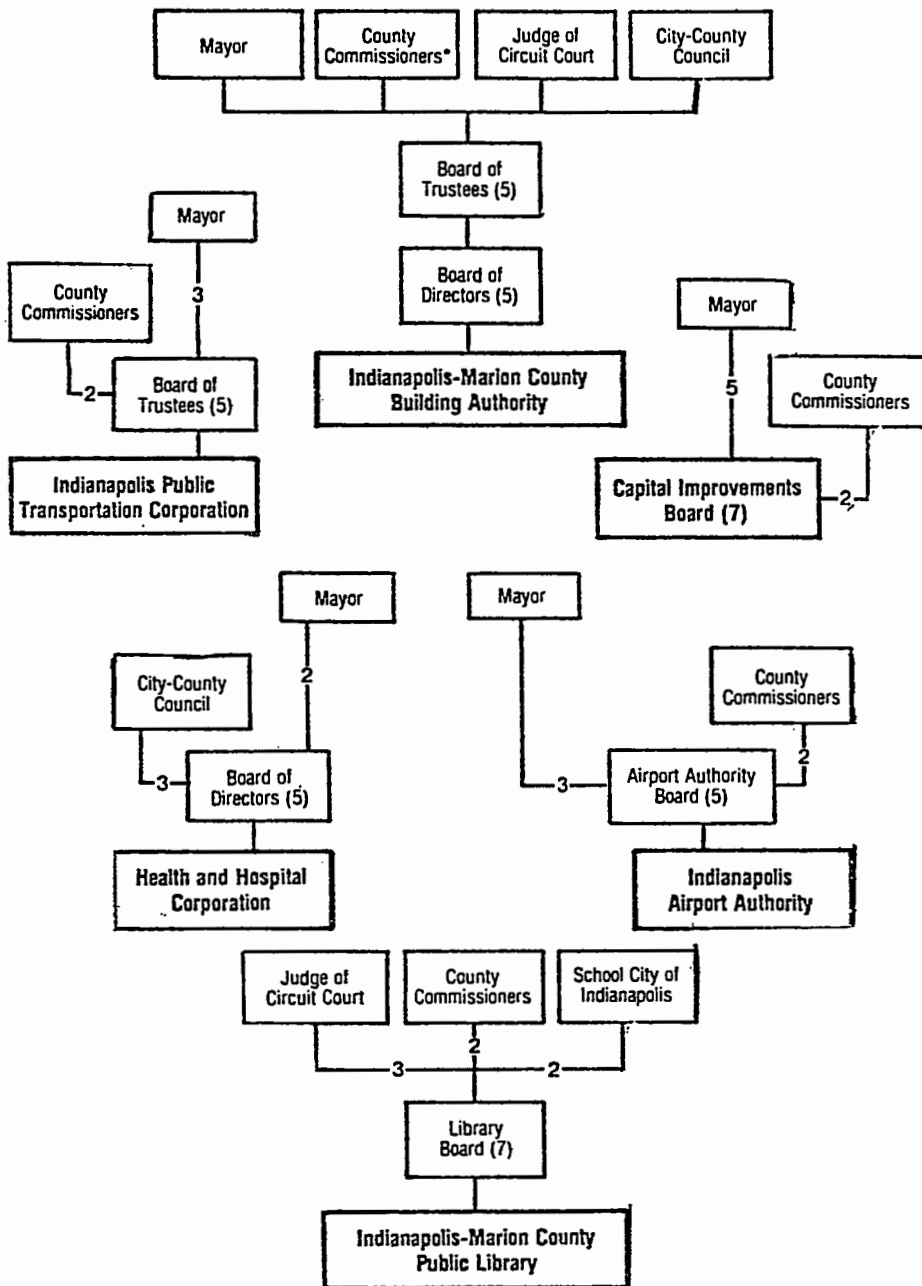 Mayor
County
Commissioners*
Judge of
Circuit Court
City-County
Council
Board of
Trustees (5)
Board of
Directors (5)
Indianapolis-Marion County
Building Authority
Mayor
3
County
Commissioners
2
Board of
Trustees (5)
Indianapolis Public
Transportation Corporation
Mayor
5
County
Commissioners
2
Capital Improvements
Board (7)
Mayor
2
City-County
Council
3
Board of
Directors (5)
Health and Hospital
Corporation
Mayor
3
County
Commissioners
2
Airport Authority
Board (5)
Indianapolis
Airport Authority
Judge of
Circuit Court
County
Commissioners
School City of
Indianapolis
2
3
2
Library
Board (7)
Indianapolis-Marion County
Public Library